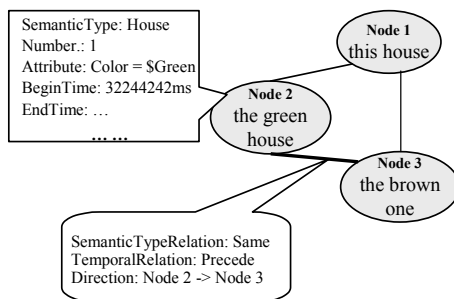 SemanticType: House
Number.: 1
Attribute: Color = $Green
BeginTime: 32244242ms
EndTime: …
… …
Node 1
this house
Node 2
the green
house
Node 3
the brown
one
SemanticTypeRelation: Same
TemporalRelation: Precede
Direction: Node 2 -> Node 3